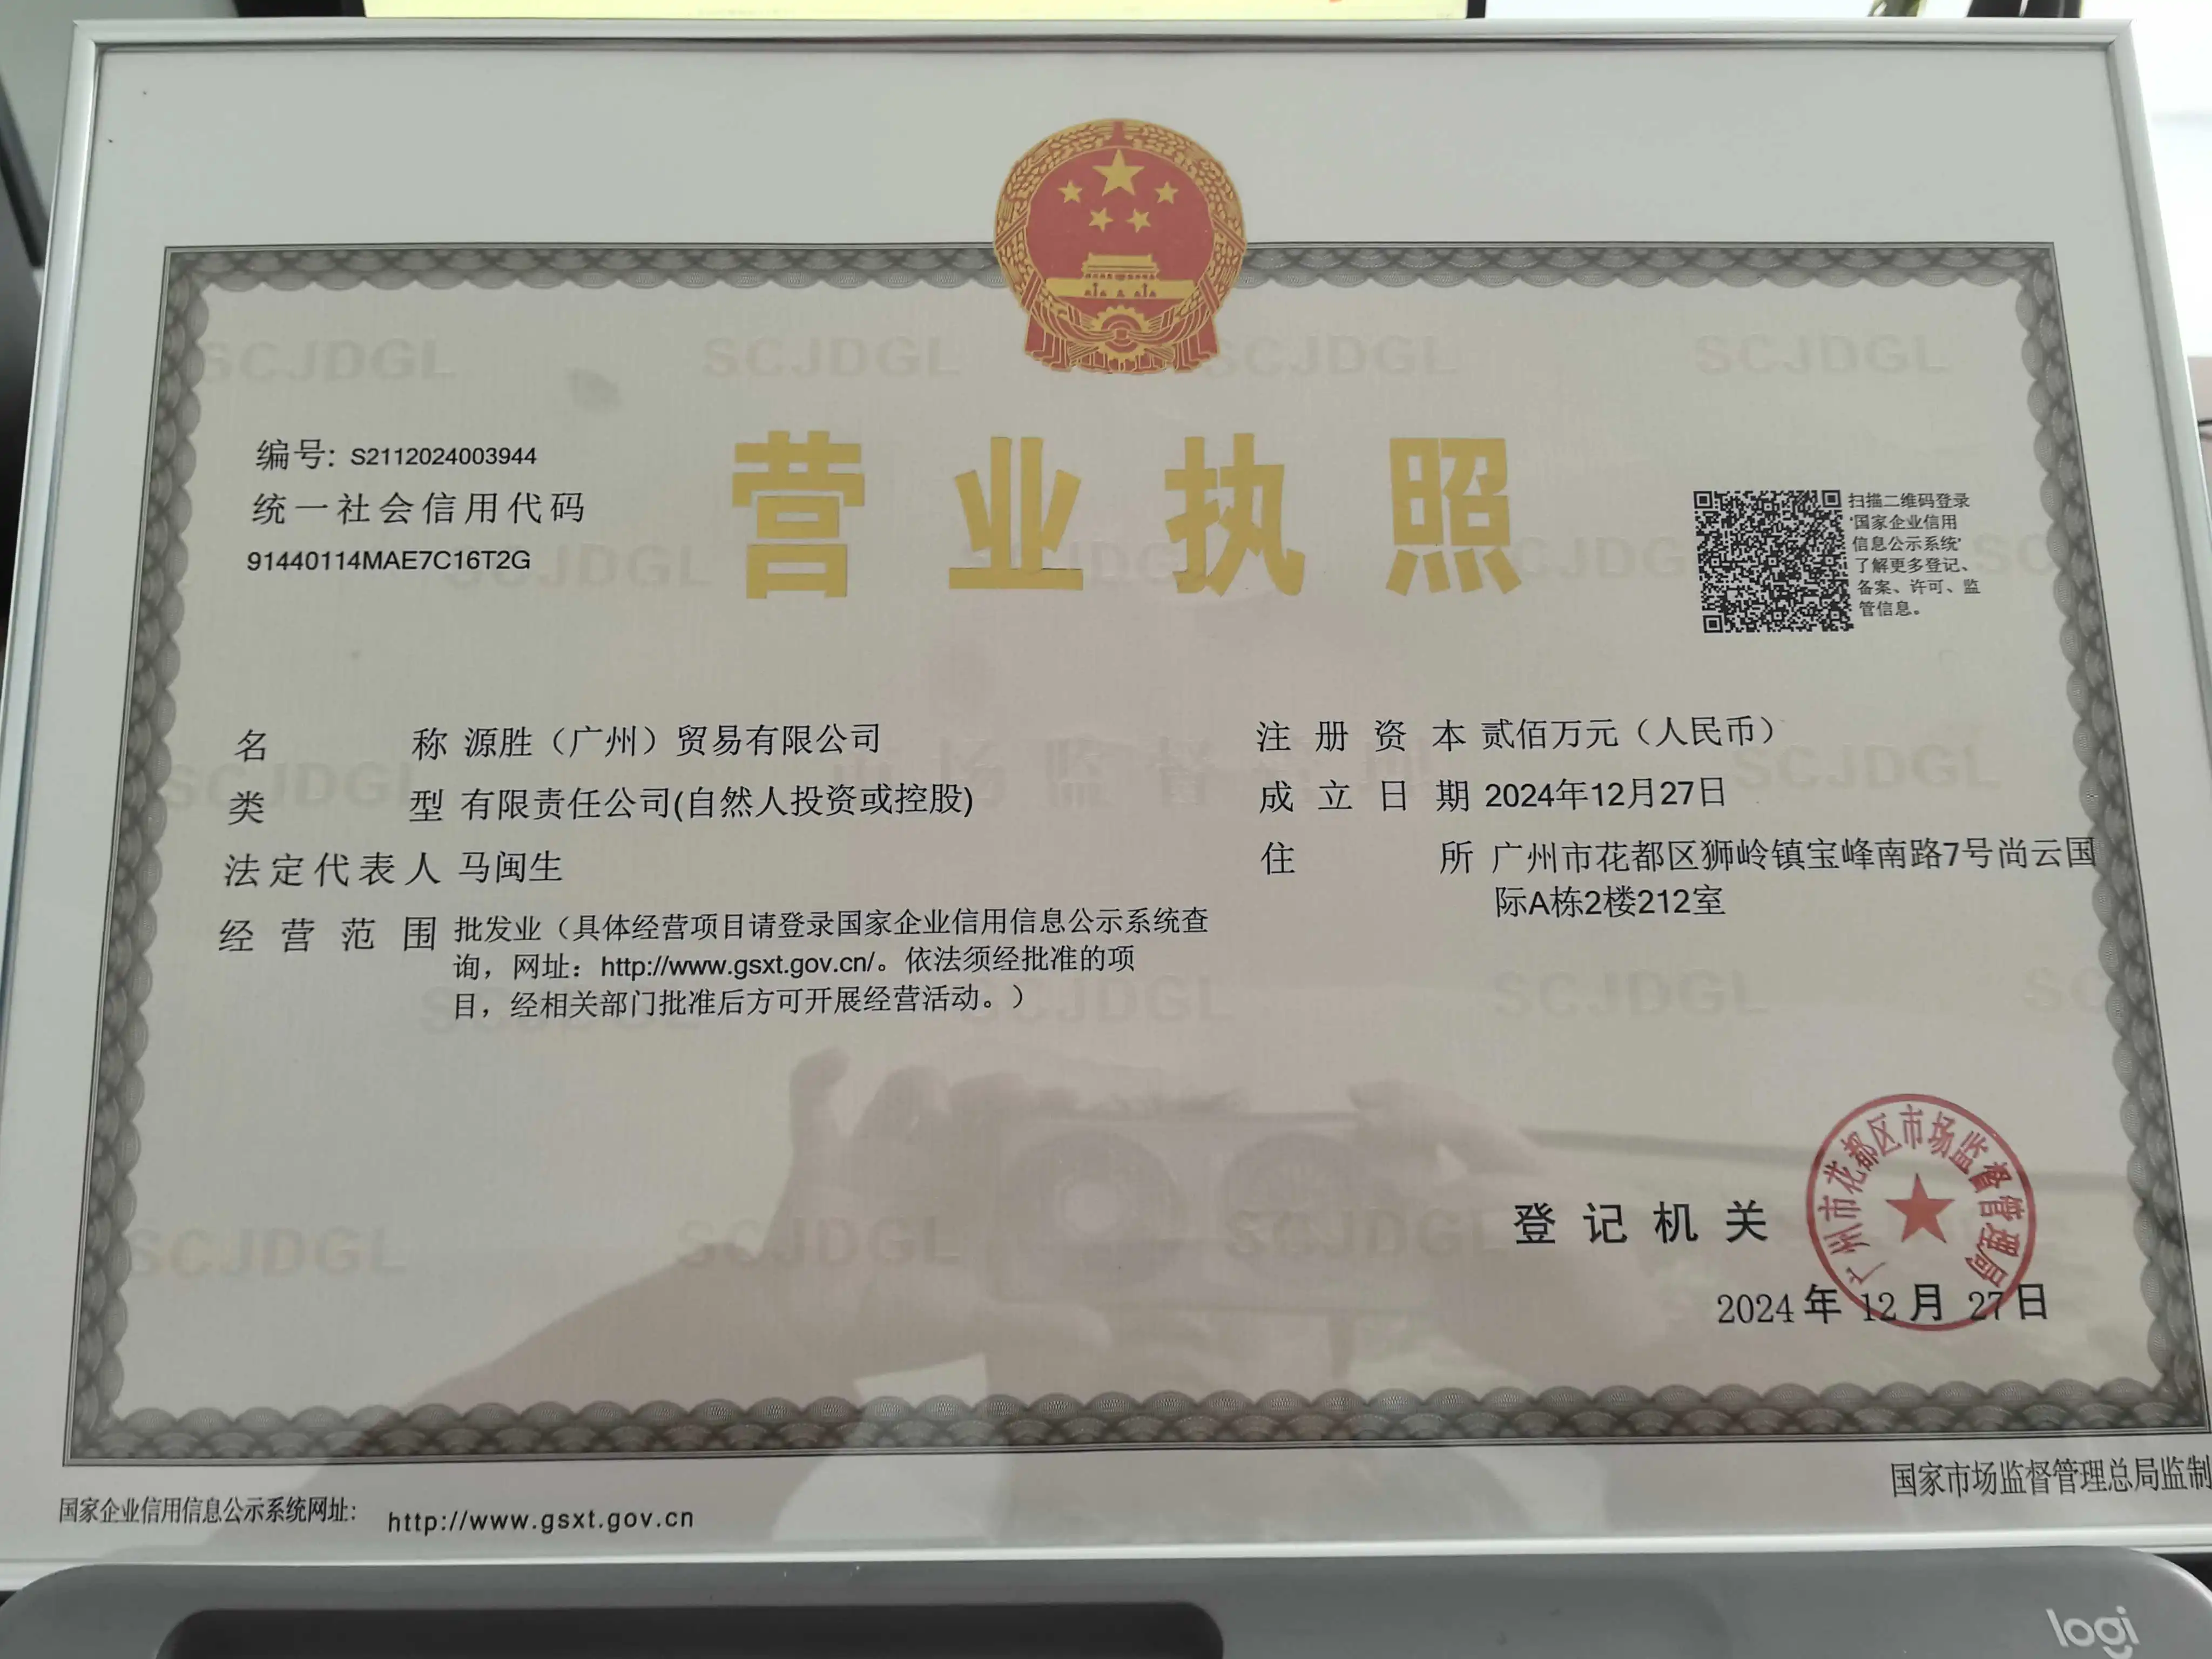 编号: S2112024003944
统一社会信用代码
91440114MAE7C16T2G
营业执照
扫描二维码登录
'国家企业信用
信息公示系统'
了解更多登记、
备案、许可、监
管信息。
名称 源胜（广州）贸易有限公司
类型 有限责任公司(自然人投资或控股)
法定代表人 马闽生
经营范围 批发业（具体经营项目请登录国家企业信用信息公示系统查
询，网址：http://www.gsxt.gov.cn/。依法须经批准的项
目，经相关部门批准后方可开展经营活动。）
注册资本 贰佰万元（人民币）
成立日期 2024年12月27日
住所 广州市花都区狮岭镇宝峰南路7号尚云国
际A栋2楼212室
登记机关
广州市花都区市场监督管理局
2024年12月27日
国家企业信用信息公示系统网址： http://www.gsxt.gov.cn
国家市场监督管理总局监制
SCJDGL SCJDGL SCJDGL SCJDGL
市场监督管理
logi